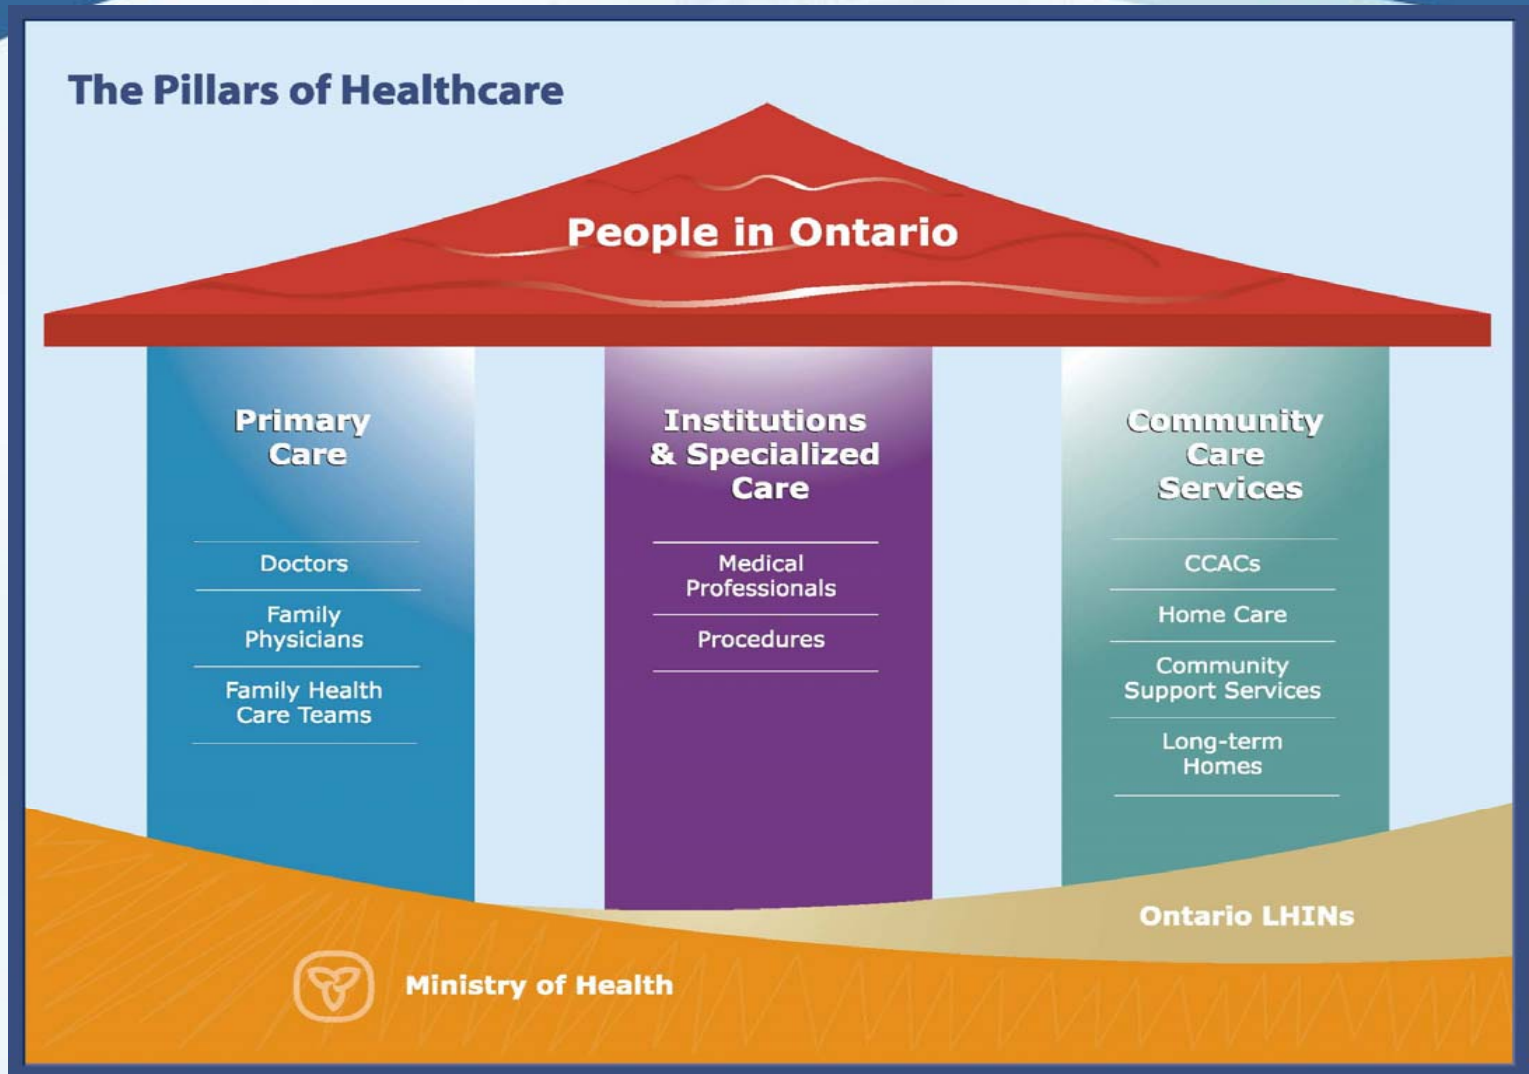 The Pillars of Healthcare
People in Ontario
Primary
Care
Doctors
Family
Physicians
Family Health
Care Teams
Institutions
& Specialized
Care
Medical
Professionals
Procedures
Community
Care
Services
CCACs
Home Care
Community
Support Services
Long-term
Homes
Ontario LHINs
Ministry of Health